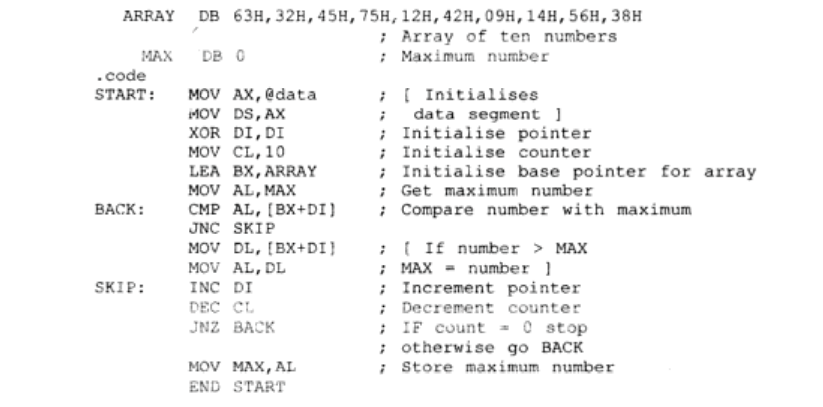 ARRAY DB 63H,32H,45H,75H,12H,42H,09H,14H,56H,38H
; Array of ten numbers
MAX DB 0 ; Maximum number
.code
START: MOV AX,@data ; [ Initialises
MOV DS,AX ; data segment ]
XOR DI,DI ; Initialise pointer
MOV CL,10 ; Initialise counter
LEA BX,ARRAY ; Initialise base pointer for array
MOV AL,MAX ; Get maximum number
BACK: CMP AL,[BX+DI] ; Compare number with maximum
JNC SKIP
MOV DL,[BX+DI] ; [ If number > MAX
MOV AL,DL ; MAX = number ]
SKIP: INC DI ; Increment pointer
DEC CL ; Decrement counter
JNZ BACK ; IF count = 0 stop
; otherwise go BACK
MOV MAX,AL ; Store maximum number
END START